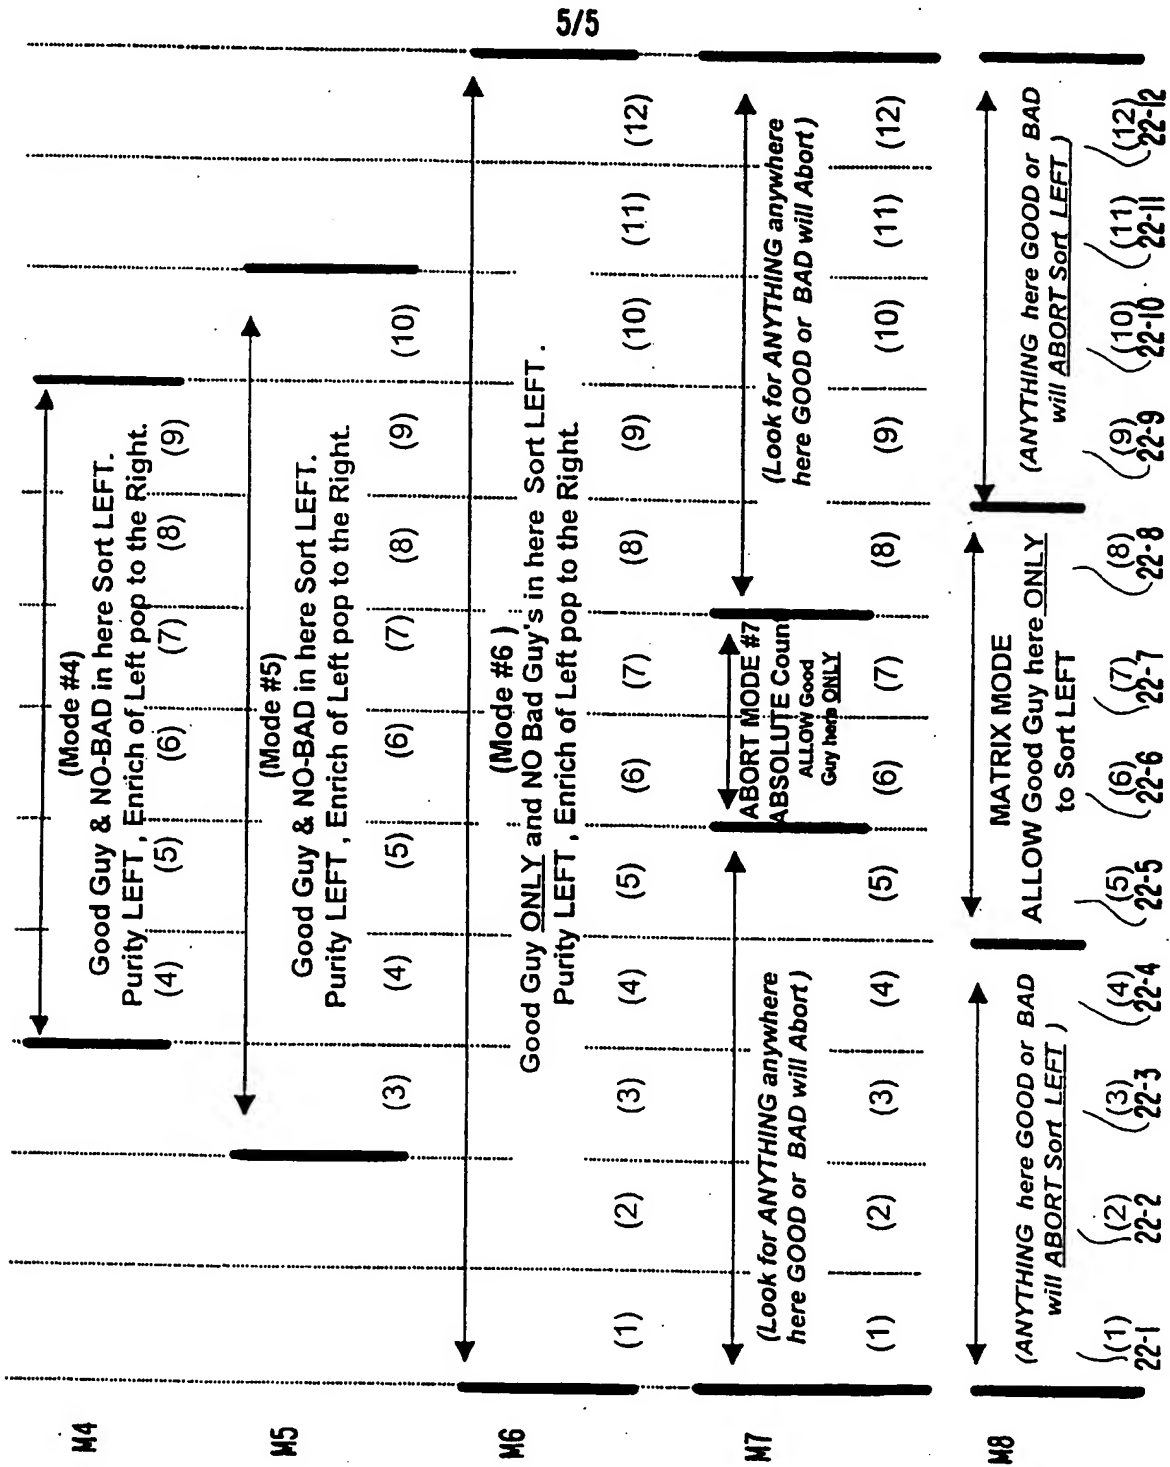 5/5
M4
(Mode #4)
Good Guy & NO-BAD in here Sort LEFT.
Purity LEFT , Enrich of Left pop to the Right.
(4) (5) (6) (7) (8) (9)
M5
(Mode #5)
Good Guy & NO-BAD in here Sort LEFT.
Purity LEFT , Enrich of Left pop to the Right.
(3) (4) (5) (6) (7) (8) (9) (10)
M6
(Mode #6 )
Good Guy ONLY and NO Bad Guy's in here Sort LEFT .
Purity LEFT , Enrich of Left pop to the Right.
(1) (2) (3) (4) (5) (6) (7) (8) (9) (10) (11) (12)
M7
(Look for ANYTHING anywhere
here GOOD or BAD will Abort )
ABORT MODE #7
ABSOLUTE Count
ALLOW Good
Guy here ONLY
(Look for ANYTHING anywhere
here GOOD or BAD will Abort )
(1) (2) (3) (4) (5) (6) (7) (8) (9) (10) (11) (12)
M8
(ANYTHING here GOOD or BAD
will ABORT Sort LEFT )
MATRIX MODE
ALLOW Good Guy here ONLY
to Sort LEFT
(ANYTHING here GOOD or BAD
will ABORT Sort LEFT )
(1) (2) (3) (4) (5) (6) (7) (8) (9) (10) (11) (12)
22-1 22-2 22-3 22-4 22-5 22-6 22-7 22-8 22-9 22-10 22-11 22-12